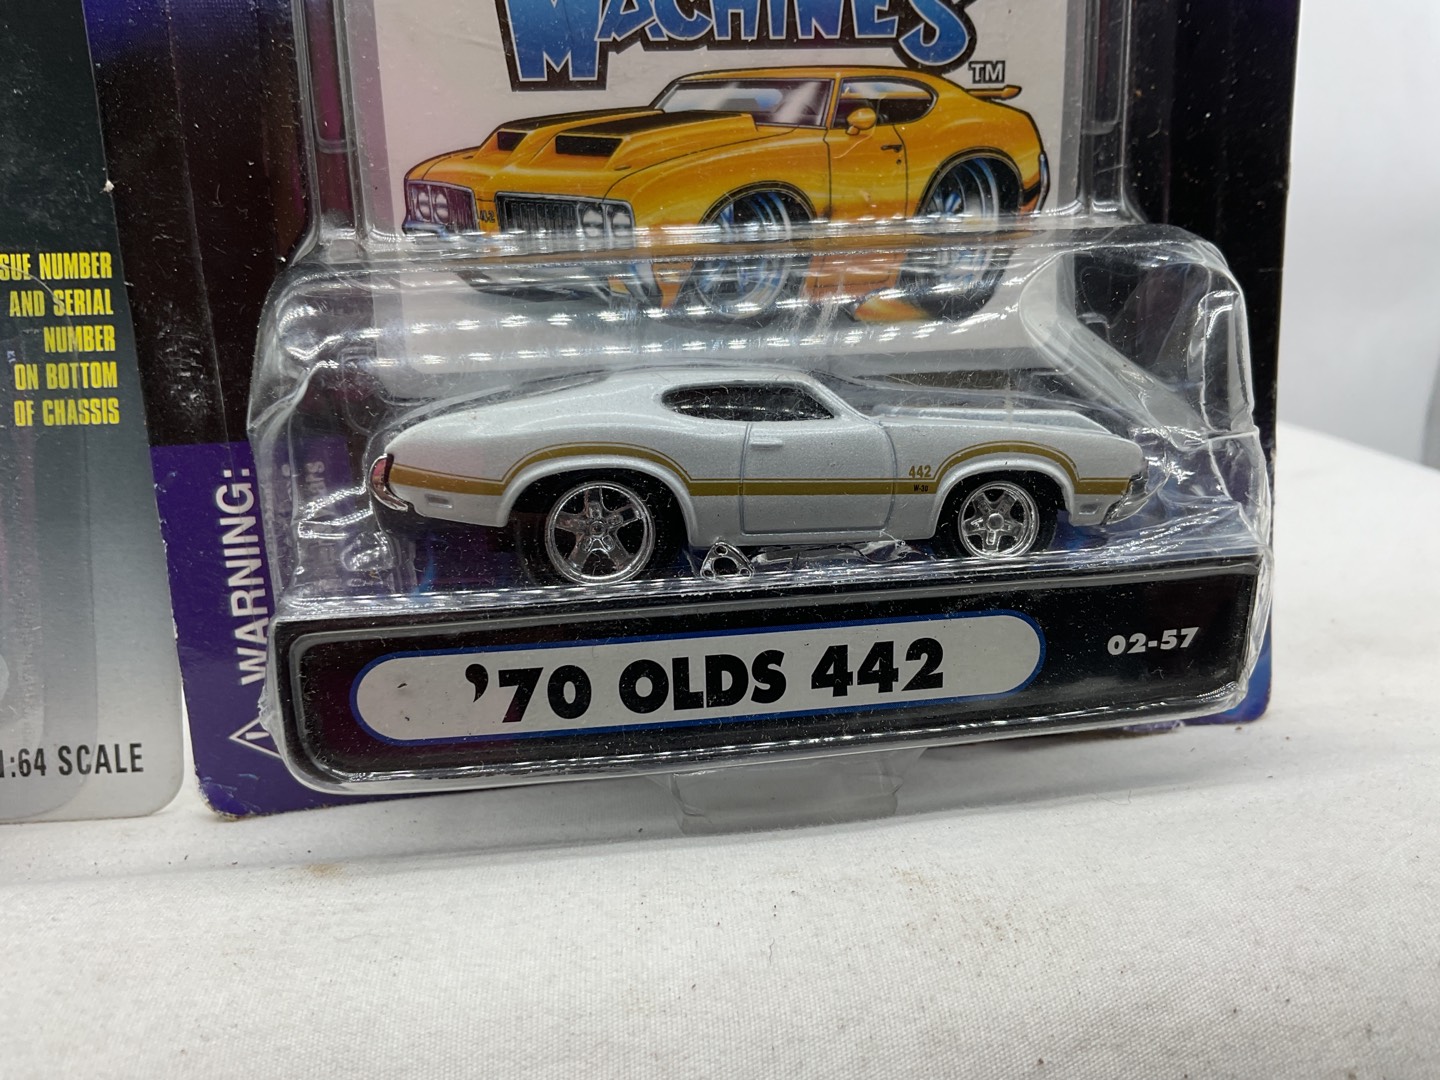 MACHINES
TM
SUE NUMBER
AND SERIAL
NUMBER
ON BOTTOM
OF CHASSIS
1:64 SCALE
WARNING:
442
W-30
'70 OLDS 442
02-57